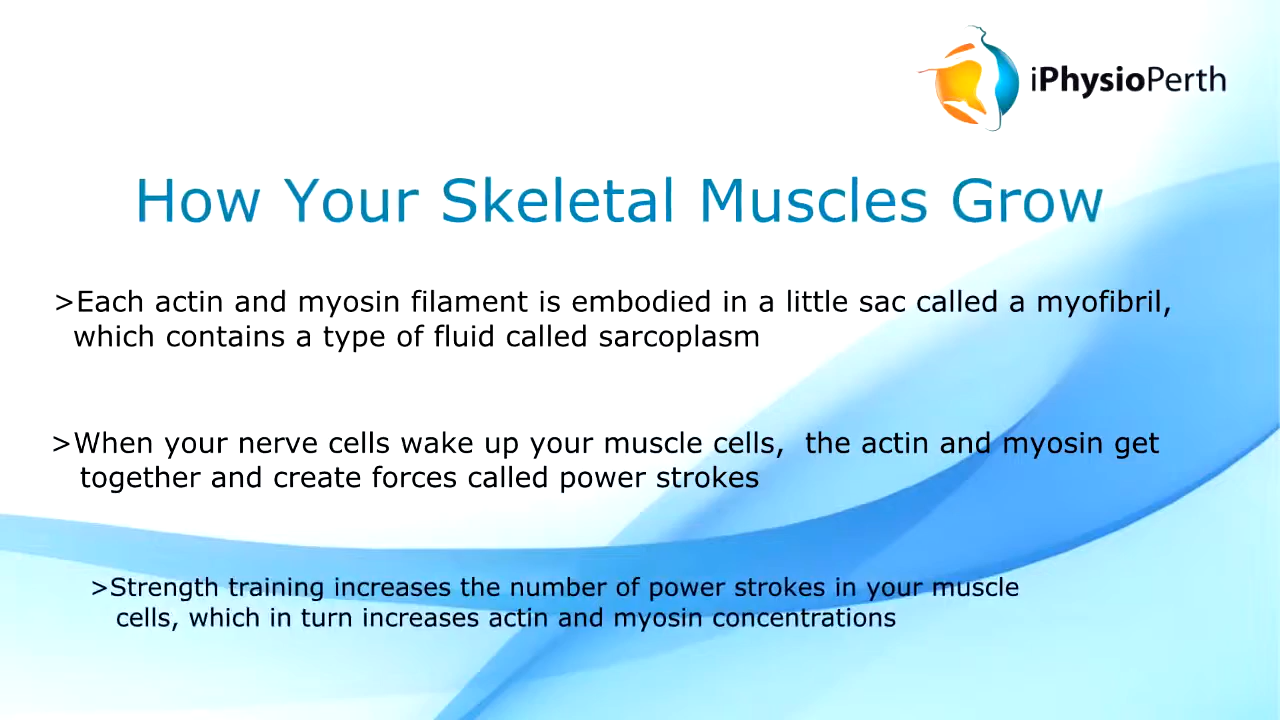 iPhysioPerth
How Your Skeletal Muscles Grow
>Each actin and myosin filament is embodied in a little sac called a myofibril,
which contains a type of fluid called sarcoplasm
>When your nerve cells wake up your muscle cells,  the actin and myosin get
together and create forces called power strokes
>Strength training increases the number of power strokes in your muscle
cells, which in turn increases actin and myosin concentrations